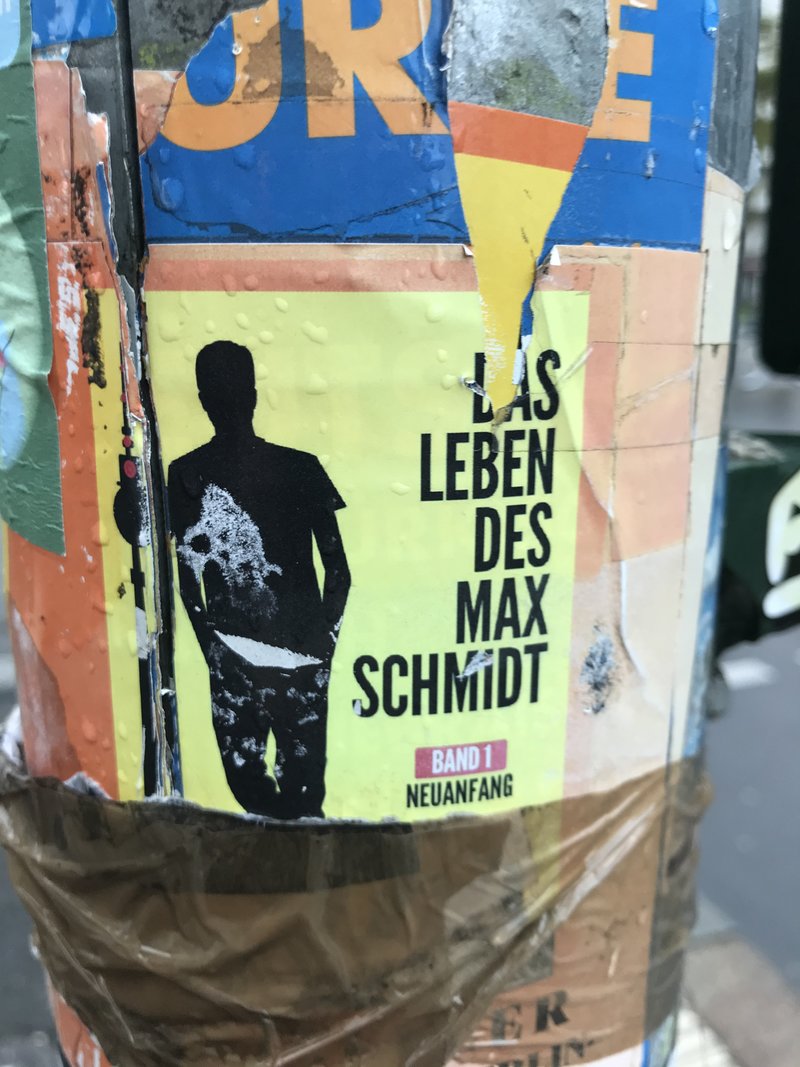 DAS
LEBEN
DES
MAX
SCHMIDT
BAND 1
NEUANFANG